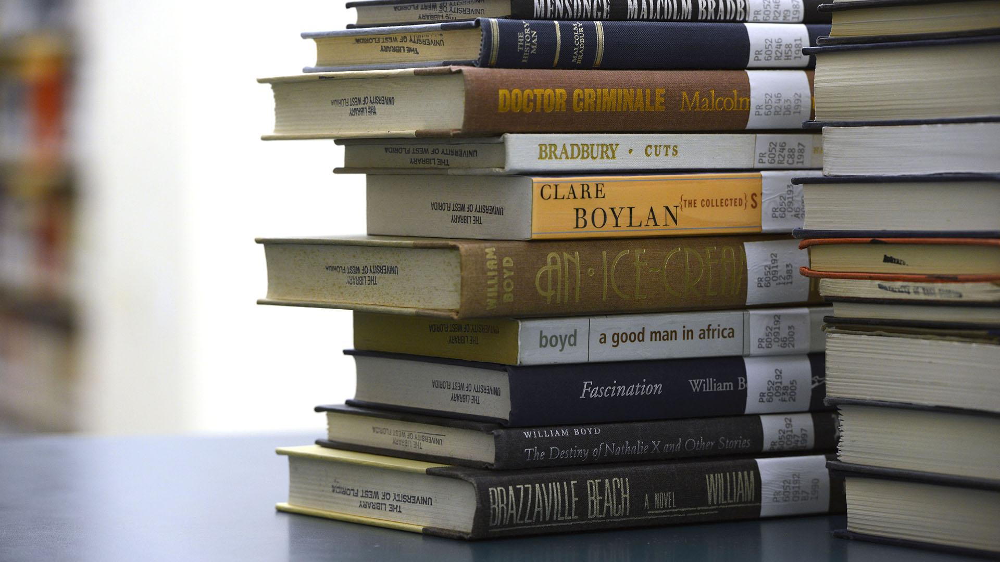 UNIVERSITY OF WEST FLORIDA
THE LIBRARY
MENSONGE MALCOLM BRADB
PR
6052
R246
M9
1987
UNIVERSITY OF WEST FLORIDA
THE LIBRARY
THE
HISTORY
MAN
MALCOLM
BRADBURY
PR
6052
R246
H58
1981
UNIVERSITY OF WEST FLORIDA
THE LIBRARY
DOCTOR CRIMINALE Malcolm
PR
6052
R246
D63
1992
UNIVERSITY OF WEST FLORIDA
THE LIBRARY
BRADBURY · CUTS
PR
6052
R246
C88
1987
UNIVERSITY OF WEST FLORIDA
THE LIBRARY
CLARE
BOYLAN
{THE COLLECTED} S
PR
6052
.09193
A6
UNIVERSITY OF WEST FLORIDA
THE LIBRARY
WILLIAM
BOYD
AN · ICE-CREAM
PR
6052
.09192
I2
1983
UNIVERSITY OF WEST FLORIDA
THE LIBRARY
boyd
a good man in africa
PR
6052
.09192
G6
2003
UNIVERSITY OF WEST FLORIDA
THE LIBRARY
Fascination William B
PR
6052
.09192
F38
2005
UNIVERSITY OF WEST FLORIDA
THE LIBRARY
WILLIAM BOYD
The Destiny of Nathalie X and Other Stories
PR
6052
.09192
1997
UNIVERSITY OF WEST FLORIDA
THE LIBRARY
BRAZZAVILLE BEACH A NOVEL WILLIAM
PR
6052
.09192
B7
1990
University of West Florida